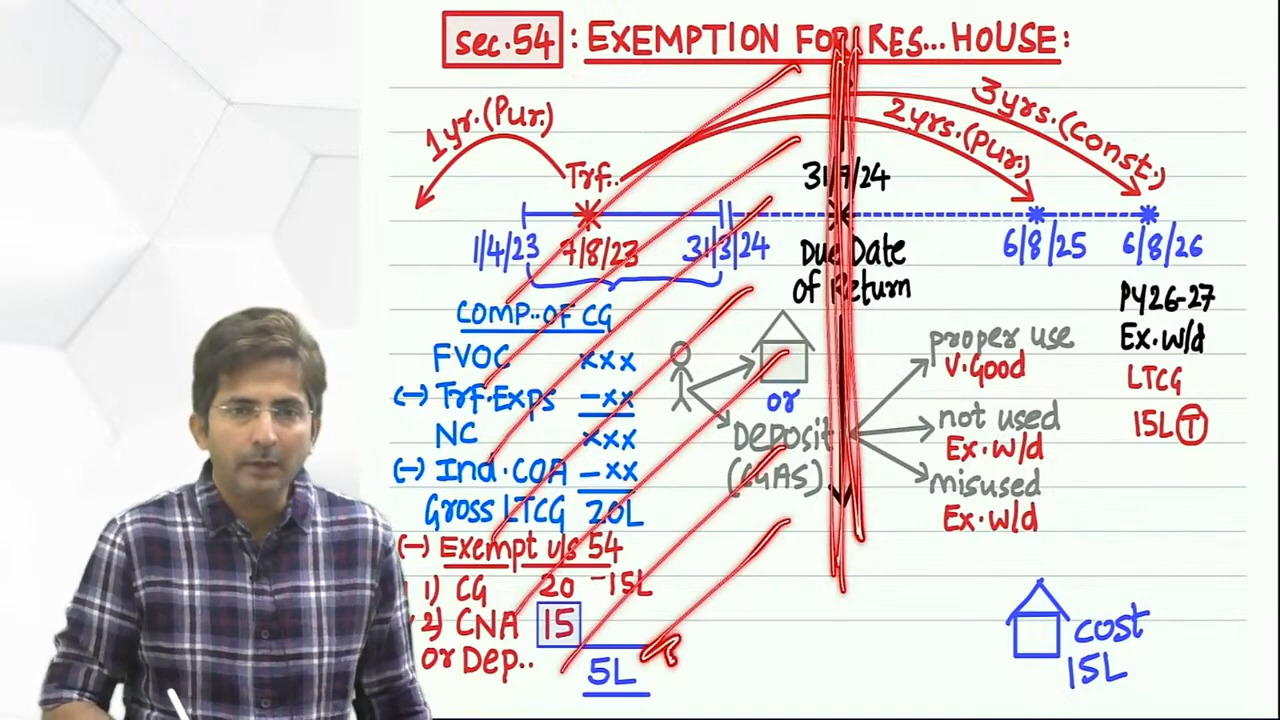 sec.54 : EXEMPTION FOR RES... HOUSE:
1yr.(Pur.)
3yrs.(Const.)
2yrs.(Pur.)
Trf..
31/7/24
1/4/23 7/8/23 31/3/24
Due Date
of Return
6/8/25 6/8/26
COMP..OF CG
FVOC xxx
(-) Trf.Exps -xx
NC xxx
(-) Ind.COA -xx
Gross LTCG 20L
(-) Exempt u/s 54
1) CG 20 -15L
2) CNA 15
or Dep..
5L
or
Deposit
(CGAS)
proper use
V.Good
not used
Ex.w/d
misused
Ex.w/d
PY26-27
Ex.w/d
LTCG
15L T
cost
15L